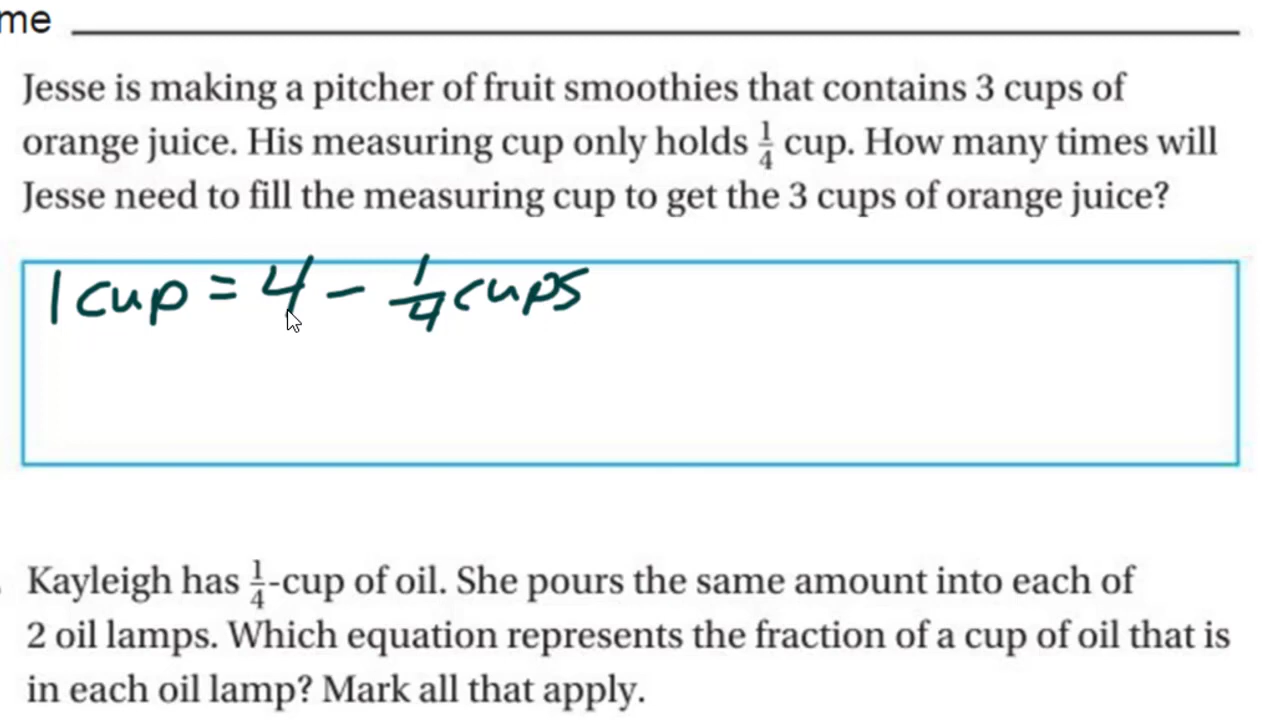 me
Jesse is making a pitcher of fruit smoothies that contains 3 cups of
orange juice. His measuring cup only holds 1/4 cup. How many times will
Jesse need to fill the measuring cup to get the 3 cups of orange juice?
1 cup = 4 - 1/4 cups
Kayleigh has 1/4-cup of oil. She pours the same amount into each of
2 oil lamps. Which equation represents the fraction of a cup of oil that is
in each oil lamp? Mark all that apply.